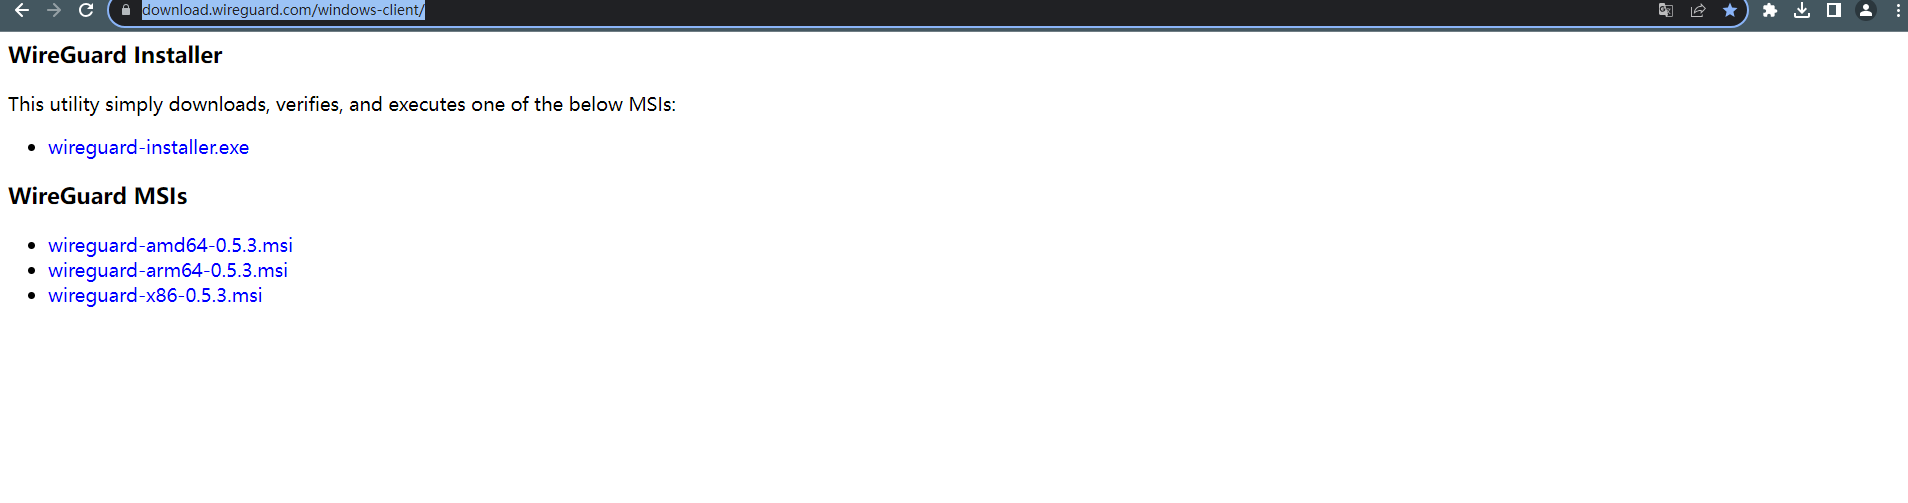 download.wireguard.com/windows-client/
WireGuard Installer
This utility simply downloads, verifies, and executes one of the below MSIs:
wireguard-installer.exe
WireGuard MSIs
wireguard-amd64-0.5.3.msi
wireguard-arm64-0.5.3.msi
wireguard-x86-0.5.3.msi